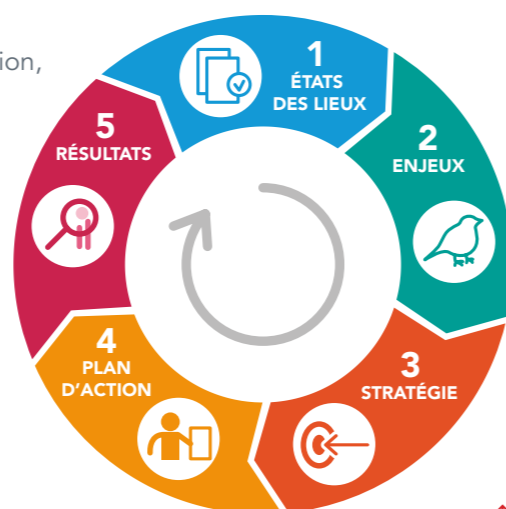 ion,
1
ÉTATS
DES LIEUX
2
ENJEUX
3
STRATÉGIE
4
PLAN
D'ACTION
5
RÉSULTATS